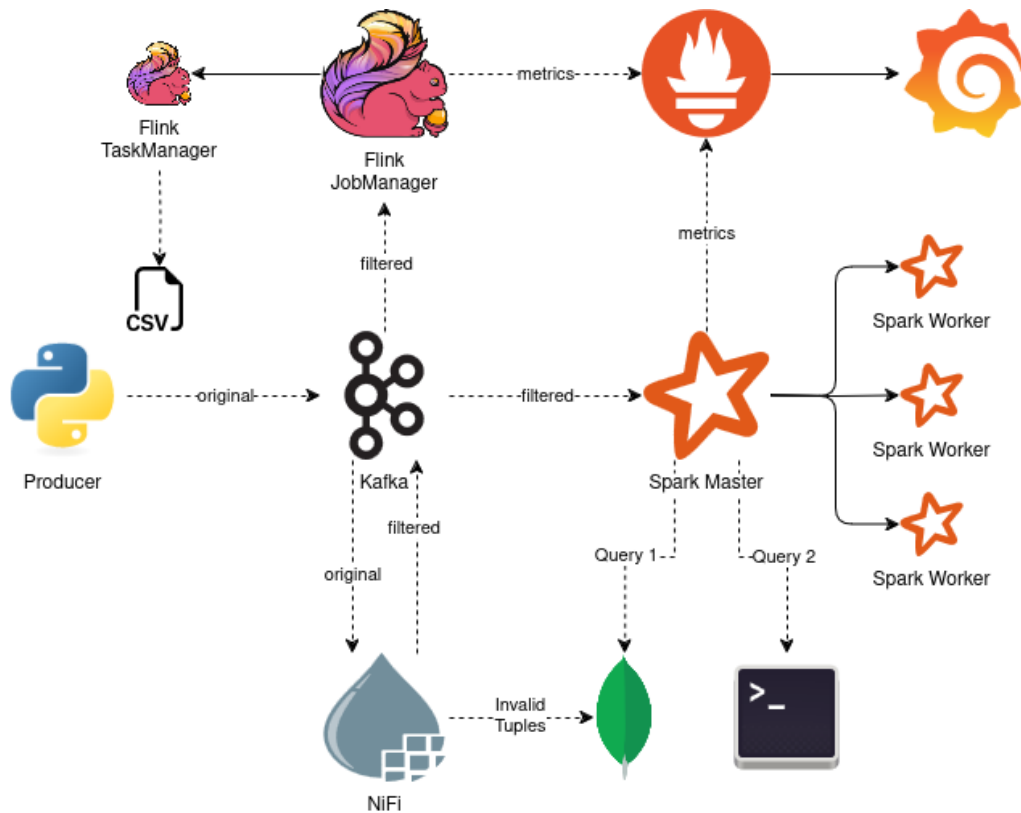 metrics
Flink
TaskManager
Flink
JobManager
metrics
filtered
CSV
Spark Worker
original
filtered
Spark Worker
Producer
Kafka
Spark Master
filtered
original
Query 1
Query 2
Spark Worker
Invalid
Tuples
>_
NiFi